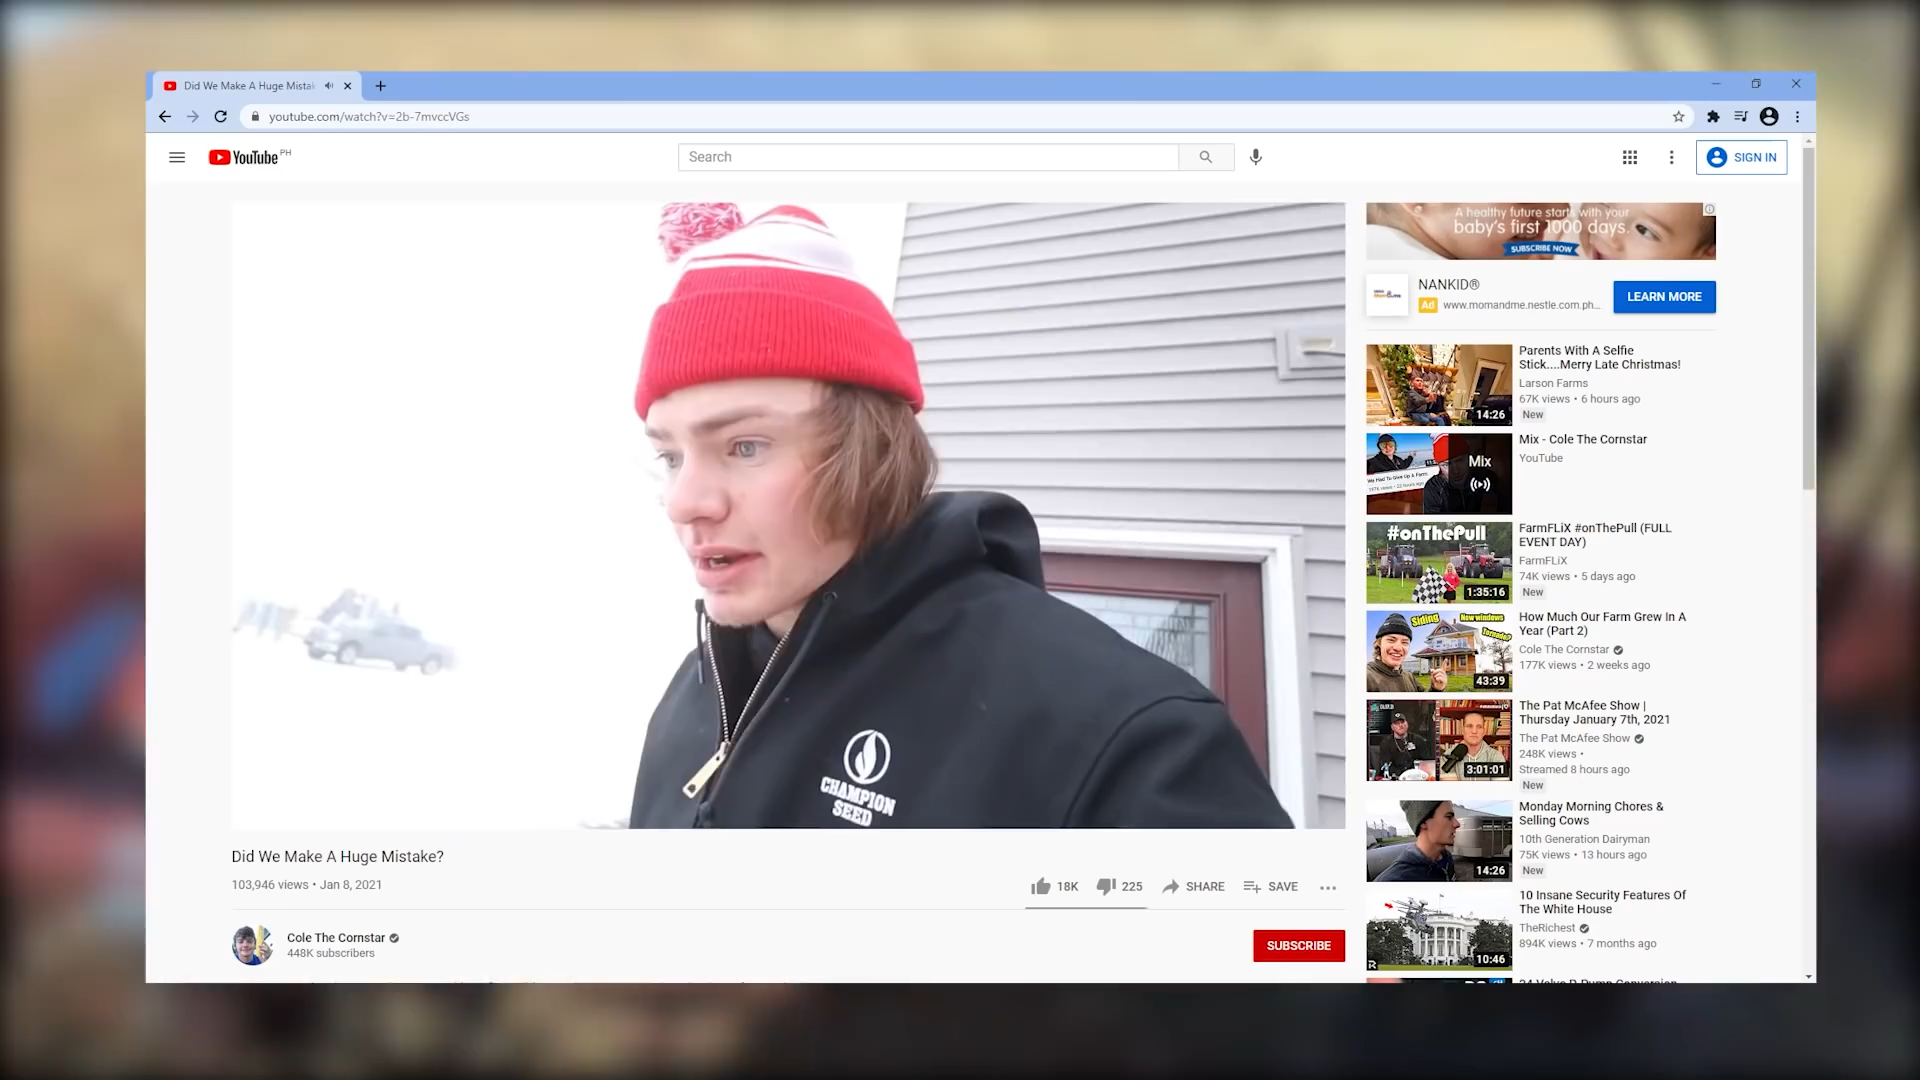 Did We Make A Huge Mistak
youtube.com/watch?v=2b-7mvccVGs
YouTube PH
Search
SIGN IN
CHAMPION
SEED
Did We Make A Huge Mistake?
103,946 views • Jan 8, 2021
18K
225
SHARE
SAVE
Cole The Cornstar
448K subscribers
SUBSCRIBE
A healthy future starts with your
baby's first 1000 days.
SUBSCRIBE NOW
NANKID®
Ad www.momandme.nestle.com.ph...
LEARN MORE
14:26
Parents With A Selfie
Stick....Merry Late Christmas!
Larson Farms
67K views • 6 hours ago
New
Mix
Mix - Cole The Cornstar
YouTube
#onThePull
1:35:16
FarmFLiX #onThePull (FULL
EVENT DAY)
FarmFLiX
74K views • 5 days ago
New
Siding
New windows
43:39
How Much Our Farm Grew In A
Year (Part 2)
Cole The Cornstar
177K views • 2 weeks ago
3:01:01
The Pat McAfee Show |
Thursday January 7th, 2021
The Pat McAfee Show
248K views •
Streamed 8 hours ago
New
14:26
Monday Morning Chores &
Selling Cows
10th Generation Dairyman
75K views • 13 hours ago
New
10:46
10 Insane Security Features Of
The White House
TheRichest
894K views • 7 months ago